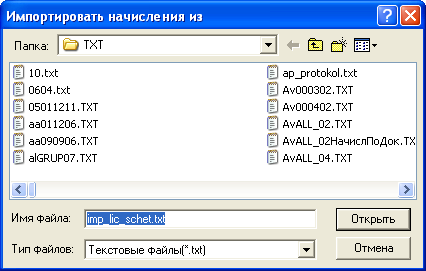 Импортировать начисления из
Папка: TXT
10.txt
0604.txt
05011211.TXT
aa011206.TXT
aa090906.TXT
alGRUP07.TXT
ap_protokol.txt
Av000302.TXT
Av000402.TXT
AvALL_02.TXT
AvALL_02НачислПоДок.TX
AvALL_04.TXT
Имя файла: imp_lic_schet.txt Открыть
Тип файлов: Текстовые файлы(*.txt) Отмена